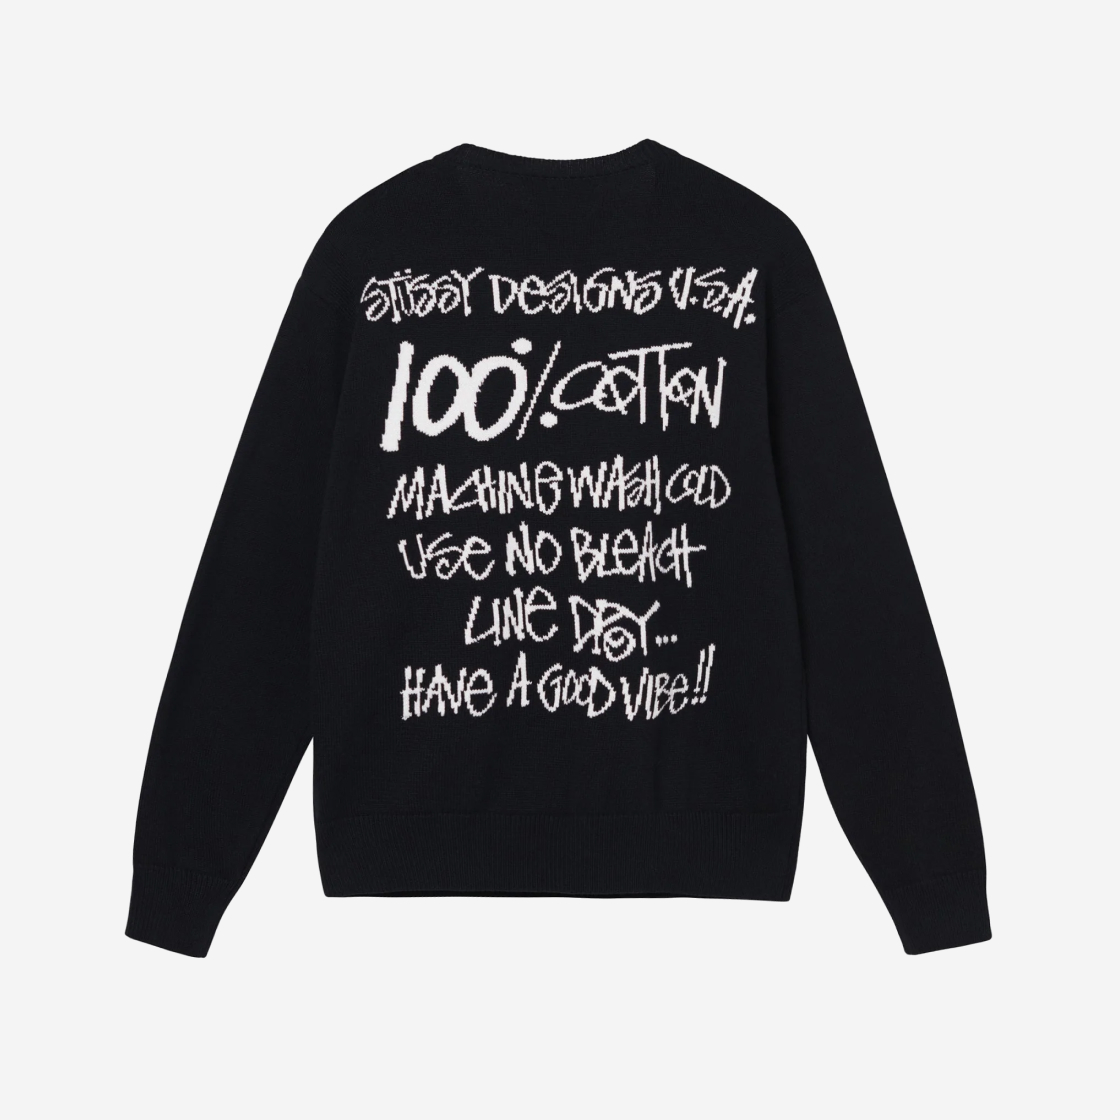 STÜSSY DESIGNS U.S.A.
100% COTTON
MACHINE WASH COLD
USE NO BLEACH
LINE DRY...
HAVE A GOOD VIBE!!